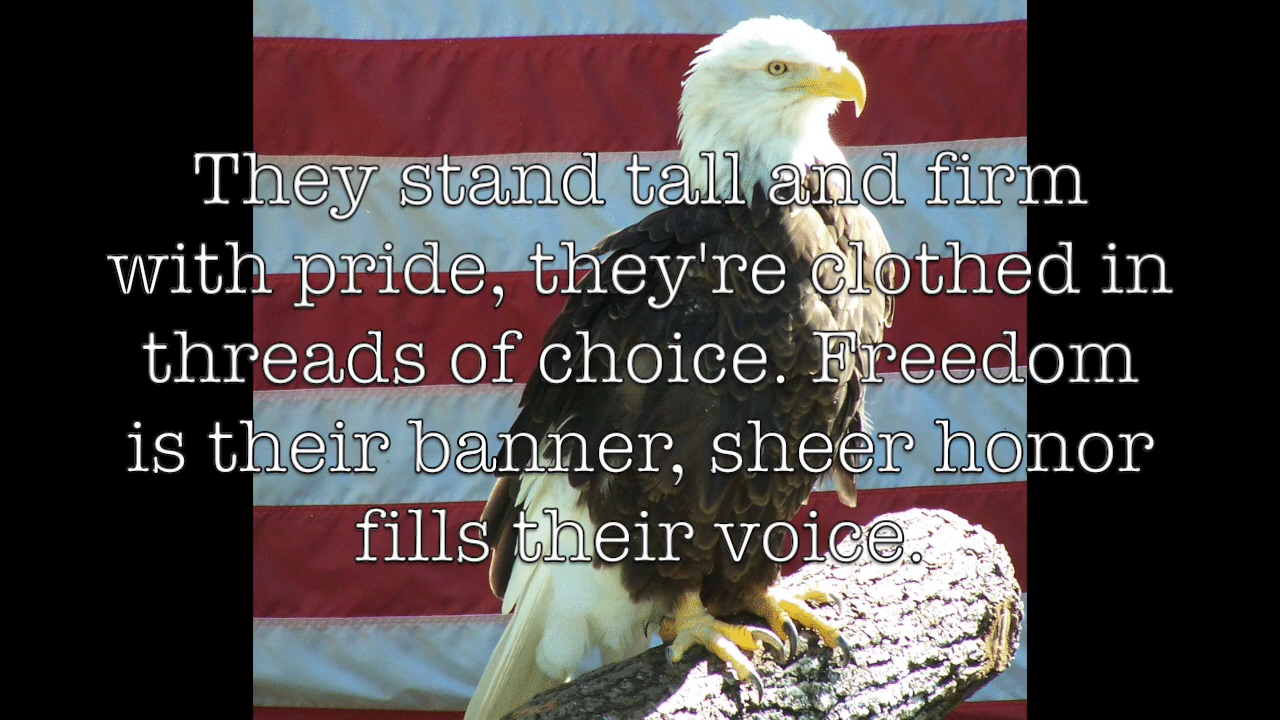 They stand tall and firm
with pride, they're clothed in
threads of choice. Freedom
is their banner, sheer honor
fills their voice.